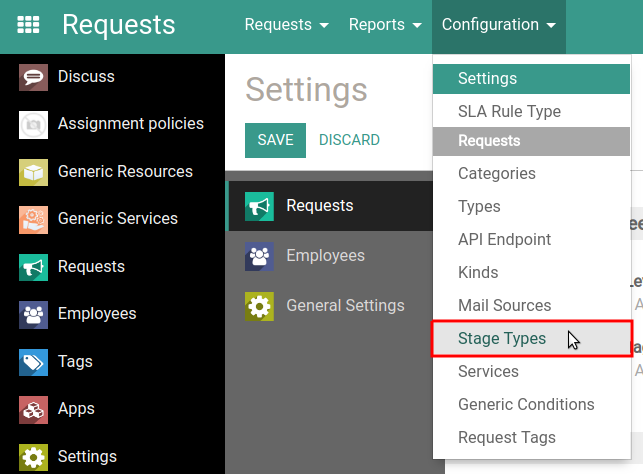 Requests
Requests
Reports
Configuration
Discuss
Assignment policies
Generic Resources
Generic Services
Requests
Employees
Tags
Apps
Settings
Settings
SAVE
DISCARD
Requests
Employees
General Settings
Settings
SLA Rule Type
Requests
Categories
Types
API Endpoint
Kinds
Mail Sources
Stage Types
Services
Generic Conditions
Request Tags